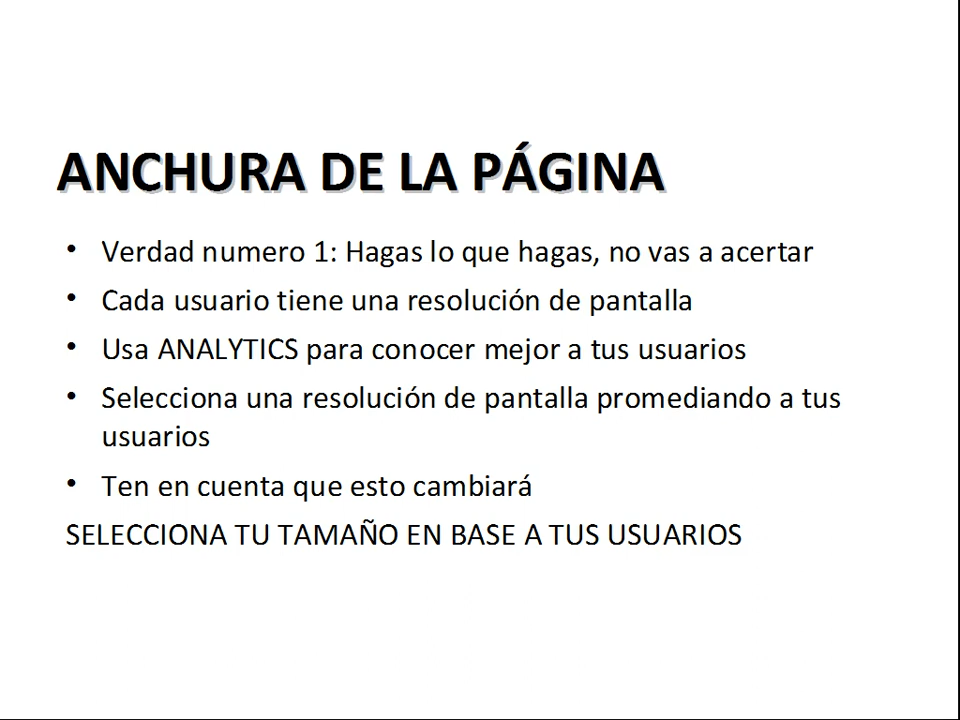 ANCHURA DE LA PÁGINA
• Verdad numero 1: Hagas lo que hagas, no vas a acertar
• Cada usuario tiene una resolución de pantalla
• Usa ANALYTICS para conocer mejor a tus usuarios
• Selecciona una resolución de pantalla promediando a tus
usuarios
• Ten en cuenta que esto cambiará
SELECCIONA TU TAMAÑO EN BASE A TUS USUARIOS